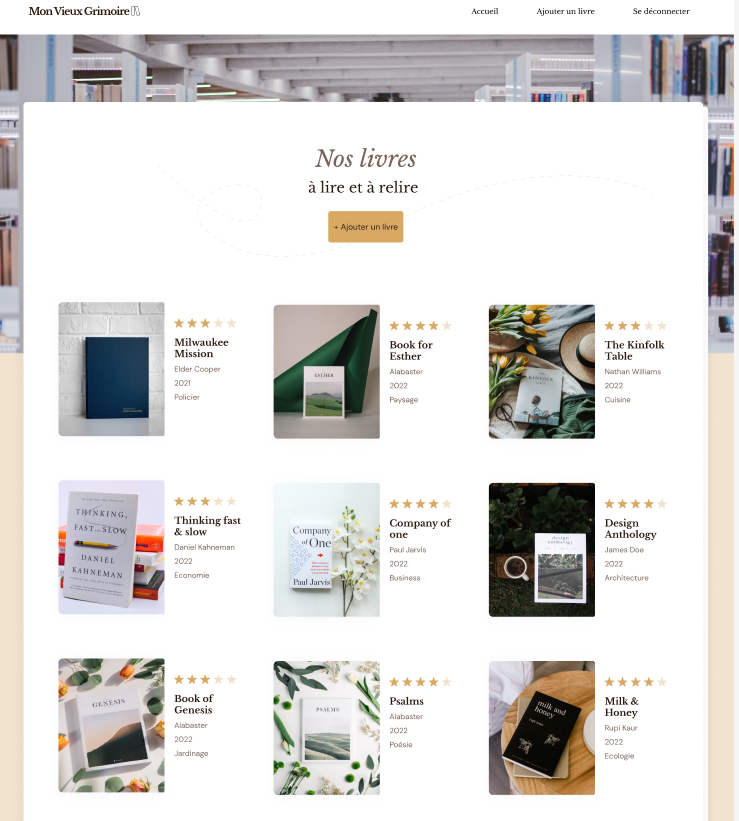 Mon Vieux Grimoire
Accueil
Ajouter un livre
Se déconnecter
Nos livres
à lire et à relire
+ Ajouter un livre
Milwaukee
Mission
Elder Cooper
2021
Policier
ESTHER
Book for
Esther
Alabaster
2022
Paysage
KINFOLK
The Kinfolk
Table
Nathan Williams
2022
Cuisine
THINKING,
FAST AND SLOW
DANIEL
KAHNEMAN
Thinking fast
& slow
Daniel Kahneman
2022
Economie
Company
of One
Paul Jarvis
Company of
one
Paul Jarvis
2022
Business
design
anthology
Design
Anthology
James Doe
2022
Architecture
GENESIS
Book of
Genesis
Alabaster
2022
Jardinage
PSALMS
Psalms
Alabaster
2022
Poésie
milk and
honey
rupi kaur
Milk &
Honey
Rupi Kaur
2022
Ecologie